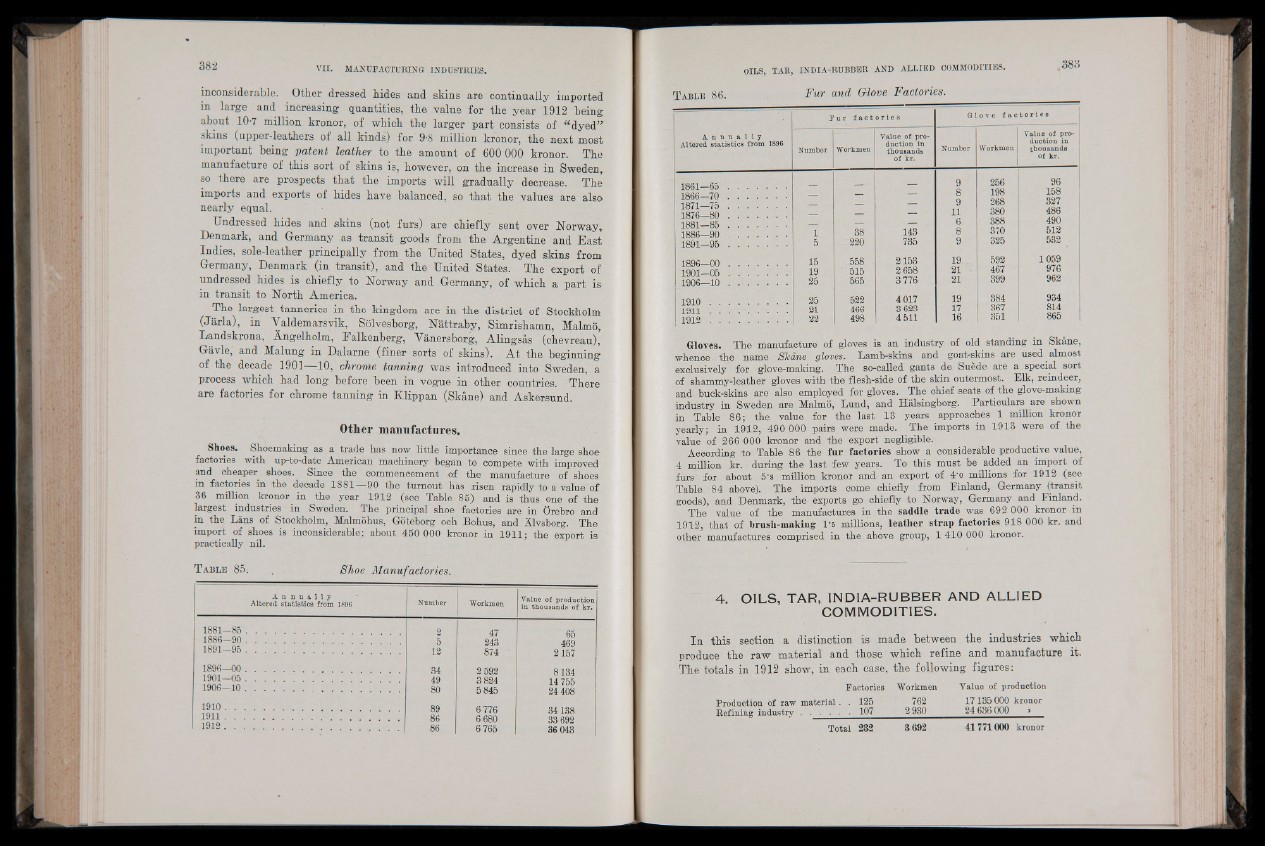 382 VII. MANUFACTURING INDUSTRIES.
inconsiderable. Other dressed hides and skins are continually imported
in large and increasing quantities, the value for the year 1912 being
about 10·7 million kronor, of which the larger part consists of “dyed”
skins (upper-leathers of all kinds) for 9·8 million kronor, the next most
important being patent leather to the amount of 600 000 kronor. The
manufacture of this sort of skins is, however, on the increase in Sweden,
so there are prospects that the imports will gradually decrease. The
imports and exports of hides have balanced, so that the values are also
nearly equal.
Undressed hides and skins (not furs) are chiefly sent over Norway,
Denmark, and Germany as transit goods from the Argentine and East
Indies, sole-leather principally from the United States, dyed skins from
Germany, Denmark (in transit), and the United States. The export of
undressed hides is chiefly to Norway and Germany, of which a part is
in transit to North America.
The largest tanneries in the kingdom are in the district of Stockholm
(Järla), in Valdemarsvik, Sölvesborg, Nättraby, Simrishamn, Malmö,
Landskrona, Ängelholm, Falkenberg, Vänersborg, Alingsås (chevreau),
Gävle, and Malung in Dalarne (finer sorts of skins). At the beginning
of the decade 1901—10, chrome tanning was introduced into Sweden, a
process which had long before been in vogue in other countries. There
are factories for chrome tanning in Klippan (Skåne) and Askersund.
Other manufactures.
Shoes. Shoemaking as a trade has now little importance since the large shoe
factories with up-to-date American machinery began to compete with improved
and cheaper shoes. Since the commencement of the manufacture of shoes
in factories in the decade 1881—90 the turnout has risen rapidly to a value of
36 million kronor in the year 1912 (see Table 85) and is thus one of the
largest industries in Sweden. The principal shoe factories are in Örebro and
in the Läns of Stockholm, Malmöhus, Göteborg och Bohus, and Älvsborg. The
import of shoes is inconsiderable; about 450 000 kronor in 1911; the export is
practically nil.
TABLE 85. Shoe Manufactories.
Annually
Altered statistics from 1896 Number Workmen Value of production in thousands of kr.
1881—85 . . . 2 47 65
1886—90 . . . 5 243 469
1891—95 . . . 12 874 2 157
1896—00 . . . 34 2 592 8 134
1901—05 . . . 49 3 824 14 755
1906—10 . . . 80 5 845 24 408
1910 . . . 89 6 776 34 138
1911 . . . 86 6 680 33 692
1912 . . . 86 6 765 36 043
OILS, TAR, INDIA-RUBBER AND ALLIED COMMODITIES. 383
TABLE 86. Fur and Glove Factories.
Fur factories Glove factories
Annually
Altered statistics from 1896 Number Workmen Value of production in thousands of kr. Number Workmen Value of production in thousands of kr.
1861—65 . . . — — — 9 256 96
1866—70 . . . — — — 8 198 158
1871—75 . . . — — — 9 268 327
1876—80 . . . — — — 11 380 486
1881—85 . . . — — — 6 388 490
1886—90 . . . 1 38 143 8 370 512
1891—95 . . . 5 220 735 9 325 532
1896—00 . . . 15 558 2 153 19 592 1 059
1901—05 . . . 19 515 2 658 21 467 976
1906—10 . . . 25 565 3 776 21 399 962
1910 . . . 25 522 4 017 19 384 934
1911 . . . 21 466 3 623 17 367 814
1912 . . . 22 498 4 511 16 351 865
Gloves. The manufacture of gloves is an industry of old standing in Skåne,
whence the name Skåne gloves. Lamb-skins and goat-skins are used almost
exclusively for glove-making. The so-called gants de Suède are a special sort
of shammy-leather gloves with the flesh-side of the skin outermost. Elk, reindeer,
and buck-skins are also employed for gloves. The chief seats of the glove-making
industry in Sweden are Malmö, Lund, and Hälsingborg. Particulars are shown
in Table 86; the value for the last 13 years approaches 1 million kronor
yearly; in 1912, 490 000 pairs were made. The imports in 1913 were of the
value of 266 000 kronor and the export negligible.
According to Table 86 the fur factories show a considerable productive value,
4 million kr. during the last few years. To this must be added an import of
furs for about 5·8 million kronor and an export of 4·0 millions for 1912 (see
Table 84 above). The imports come chiefly from Finland, Germany (transit
goods), and Denmark, the exports go chiefly to Norway, Germany and Finland.
The value of the manufactures in the saddle trade was 692 000 kronor in
1912, that of brush-making 1·5 millions, leather strap factories 918 000 kr. and
other manufactures comprised in the above group, 1 410 000 kronor.
4. OILS, TAR, INDIA-RUBBER AND ALLIED
COMMODITIES.
In this section a distinction is made between the industries which
produce the raw material and those which refine and manufacture it.
The totals in 1912 show, in each case, the following figures:
Factories Workmen Value of production
Production of raw material . . 125 762 17 135 000 kronor
Refining industry . . . 107 2 930 24 636 000 »
Total 232 3 692 41 771 000 kronor